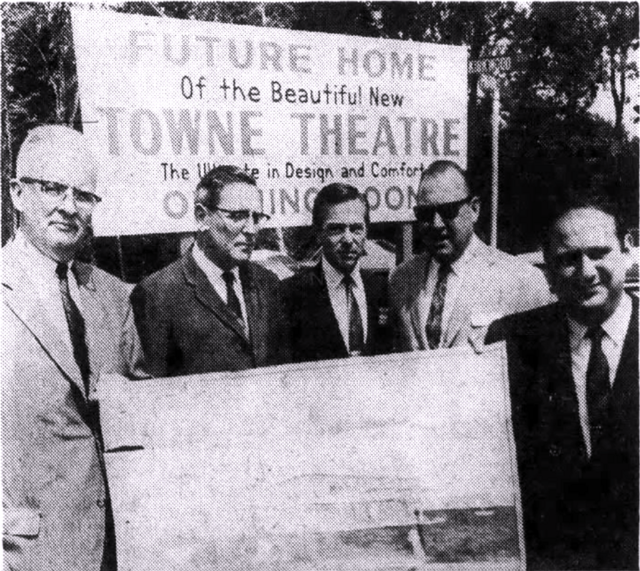 FUTURE HOME
Of the Beautiful New
TOWNE THEATRE
The in Design and Comfort